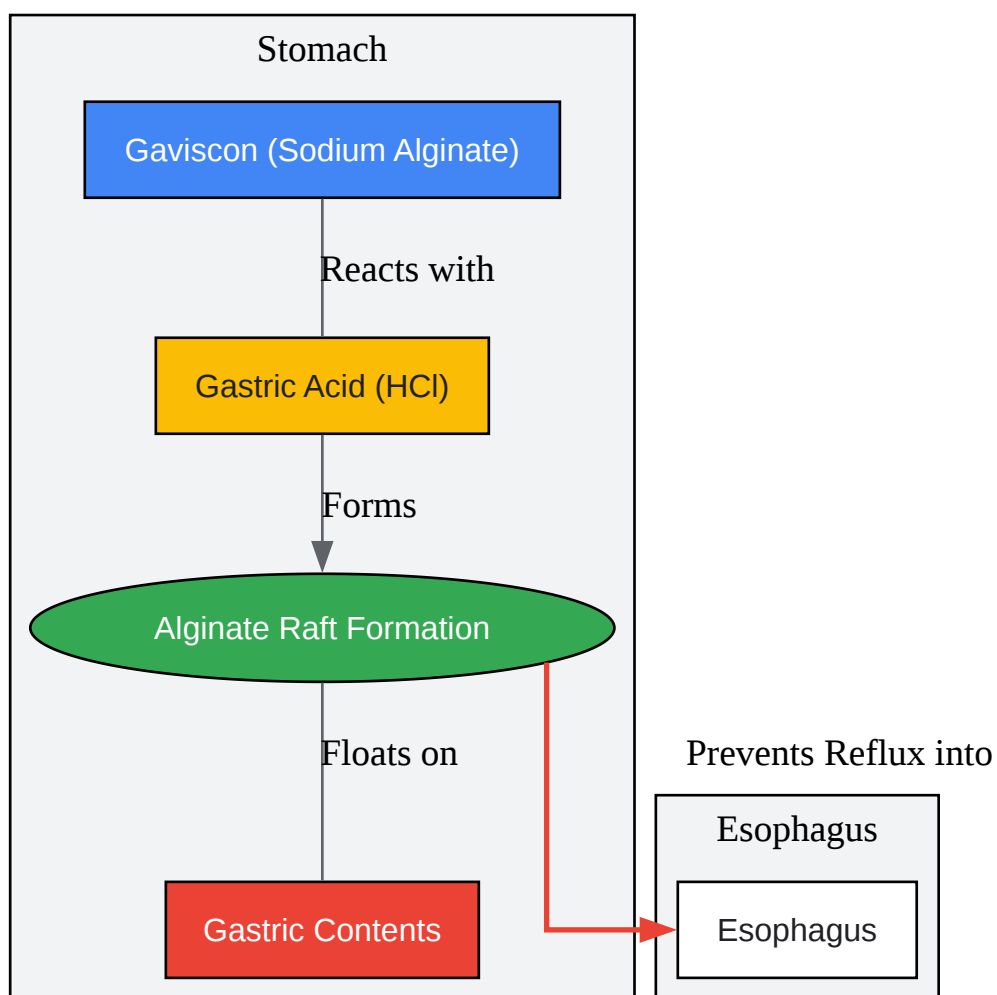 Stomach
Gaviscon (Sodium Alginate)
Reacts with
Gastric Acid (HCl)
Forms
Alginate Raft Formation
Floats on
Prevents Reflux into
Esophagus
Gastric Contents
Esophagus